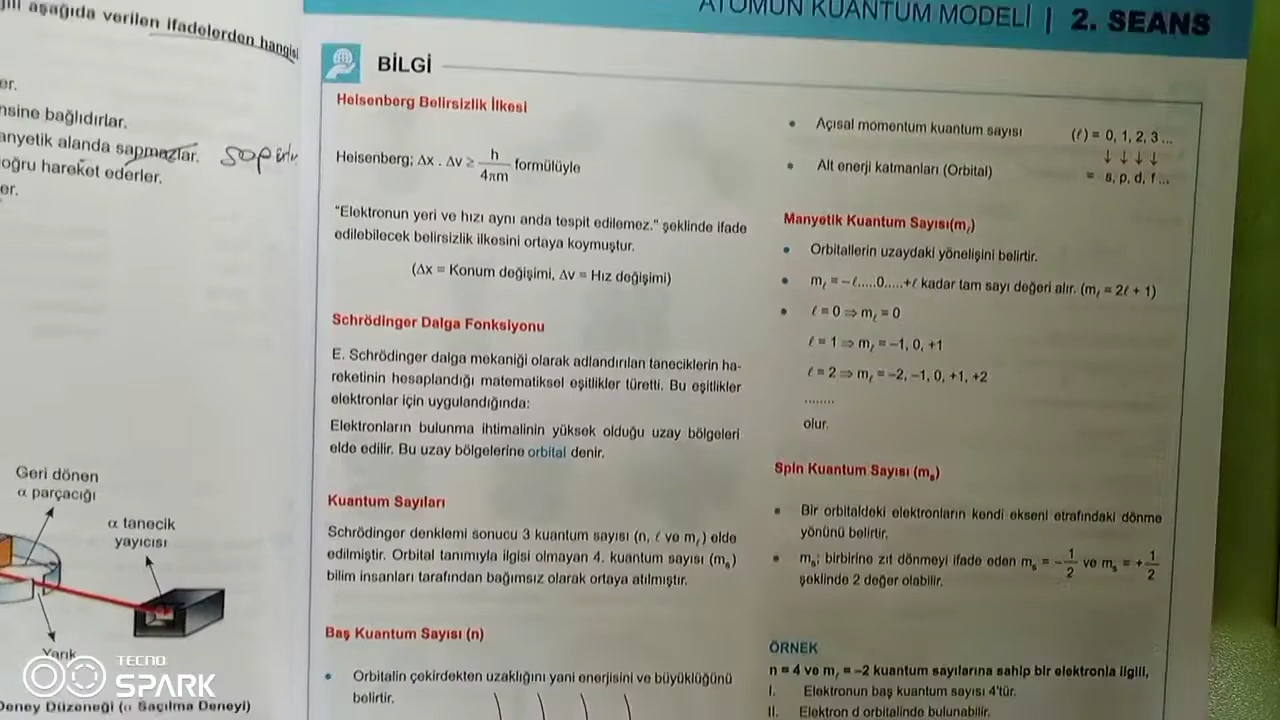 aşağıda verilen ifadelerden hangisi
er.
nsine bağlıdırlar.
anyetik alanda sapmazlar.
oğru hareket ederler.
er.
Geri dönen
α parçacığı
α tanecik
yayıcısı
Yarık
Deney Düzeneği (α Saçılma Deneyi)
TECNO
SPARK
ATOMUN KUANTUM MODELİ | 2. SEANS
BİLGİ
Heisenberg Belirsizlik İlkesi
Heisenberg; Δx . Δv ≥ h / 4πm formülüyle
"Elektronun yeri ve hızı aynı anda tespit edilemez." şeklinde ifade
edilebilecek belirsizlik ilkesini ortaya koymuştur.
(Δx = Konum değişimi, Δv = Hız değişimi)
Schrödinger Dalga Fonksiyonu
E. Schrödinger dalga mekaniği olarak adlandırılan taneciklerin ha-
reketinin hesaplandığı matematiksel eşitlikler türetti. Bu eşitlikler
elektronlar için uygulandığında:
Elektronların bulunma ihtimalinin yüksek olduğu uzay bölgeleri
elde edilir. Bu uzay bölgelerine orbital denir.
Kuantum Sayıları
Schrödinger denklemi sonucu 3 kuantum sayısı (n, ℓ ve mℓ) elde
edilmiştir. Orbital tanımıyla ilgisi olmayan 4. kuantum sayısı (ms)
bilim insanları tarafından bağımsız olarak ortaya atılmıştır.
Baş Kuantum Sayısı (n)
• Orbitalin çekirdekten uzaklığını yani enerjisini ve büyüklüğünü
belirtir.
• Açısal momentum kuantum sayısı (ℓ) = 0, 1, 2, 3 ...
↓ ↓ ↓ ↓
• Alt enerji katmanları (Orbital) = s, p, d, f ...
Manyetik Kuantum Sayısı(mℓ)
• Orbitallerin uzaydaki yönelişini belirtir.
• mℓ = –ℓ.....0.....+ℓ kadar tam sayı değeri alır. (mℓ = 2ℓ + 1)
• ℓ = 0 ⇒ mℓ = 0
ℓ = 1 ⇒ mℓ = –1, 0, +1
ℓ = 2 ⇒ mℓ = –2, –1, 0, +1, +2
........
olur.
Spin Kuantum Sayısı (ms)
• Bir orbitaldeki elektronların kendi ekseni etrafındaki dönme
yönünü belirtir.
• ms; birbirine zıt dönmeyi ifade eden ms = –1/2 ve ms = +1/2
şeklinde 2 değer olabilir.
ÖRNEK
n = 4 ve mℓ = –2 kuantum sayılarına sahip bir elektronla ilgili,
I. Elektronun baş kuantum sayısı 4'tür.
II. Elektron d orbitalinde bulunabilir.